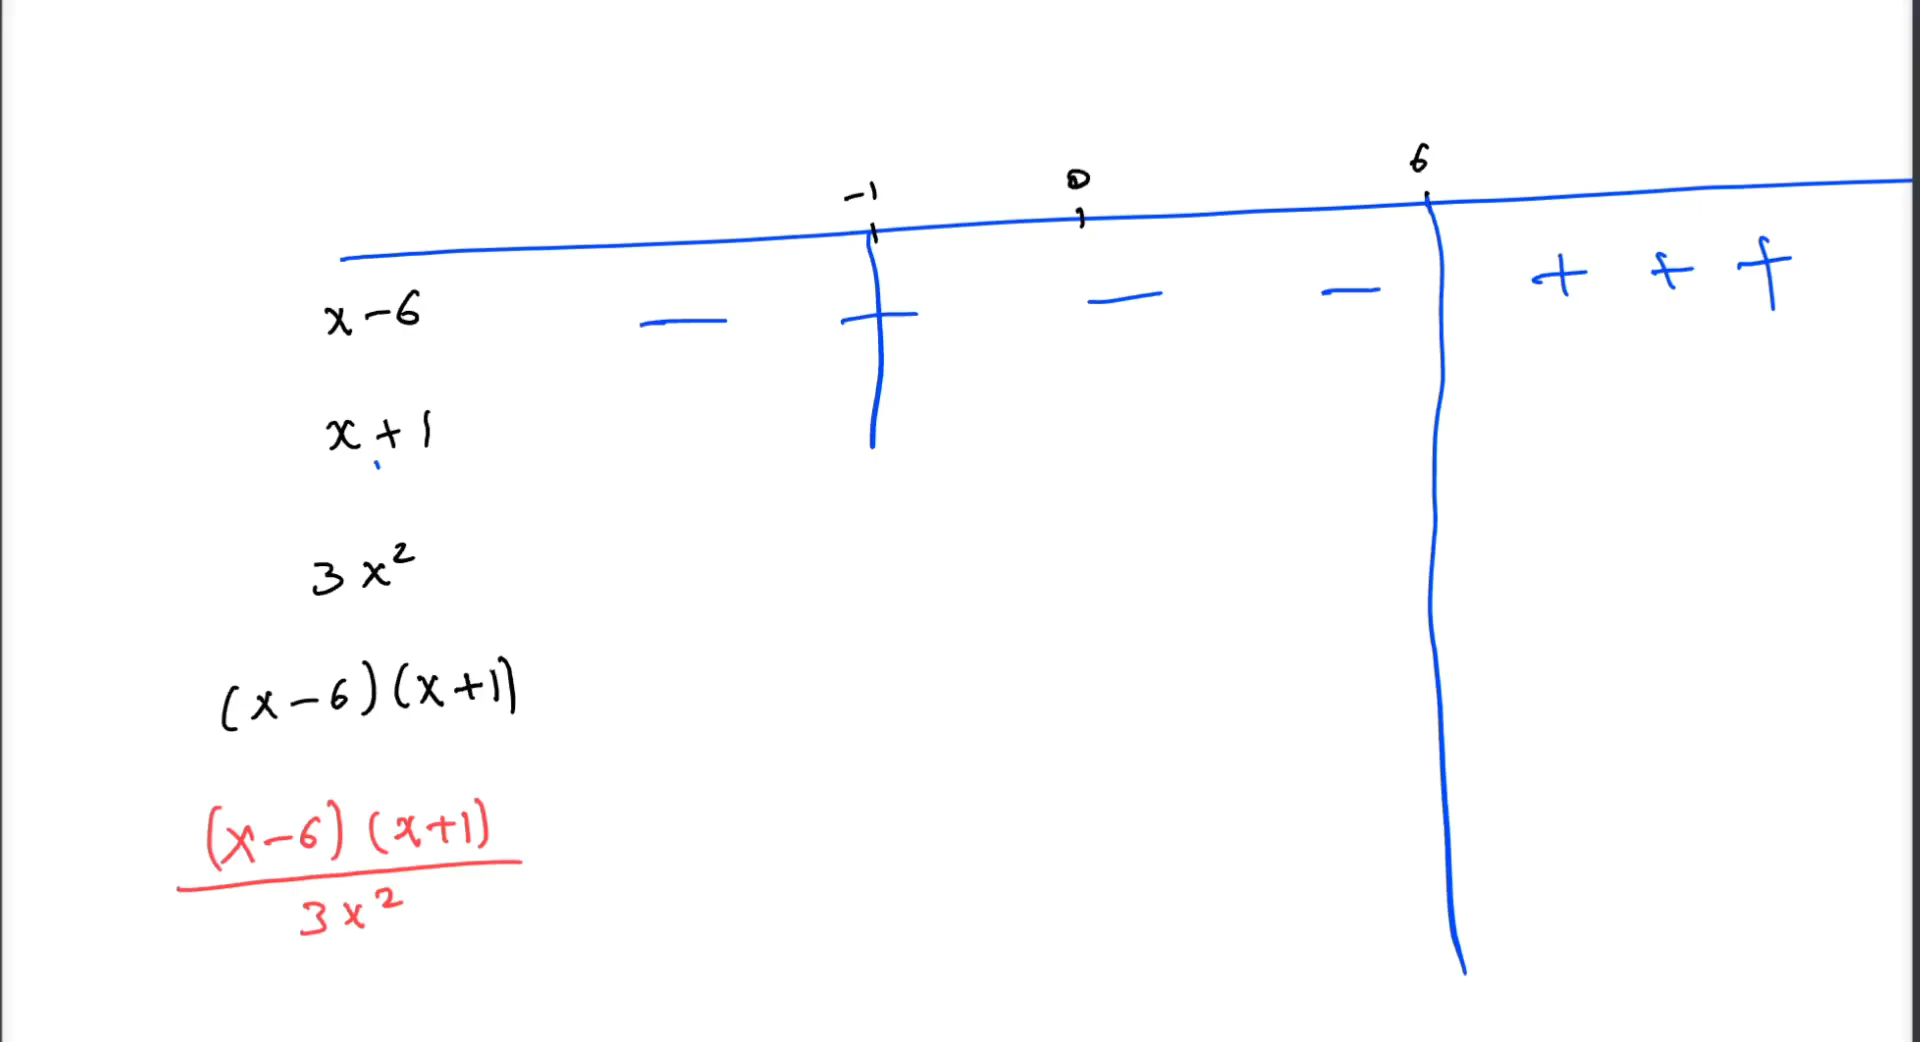 -1 0 6
x-6 — — — — + + +
x+1
3x²
(x-6)(x+1)
(x-6)(x+1)
3x²